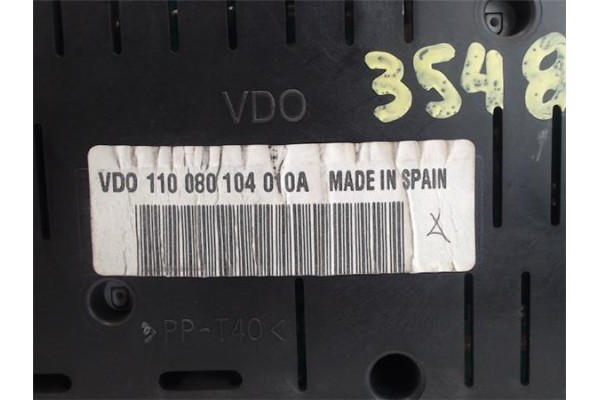 3548
VDO
VDO 110 080 104 010A MADE IN SPAIN
>PP-T40<